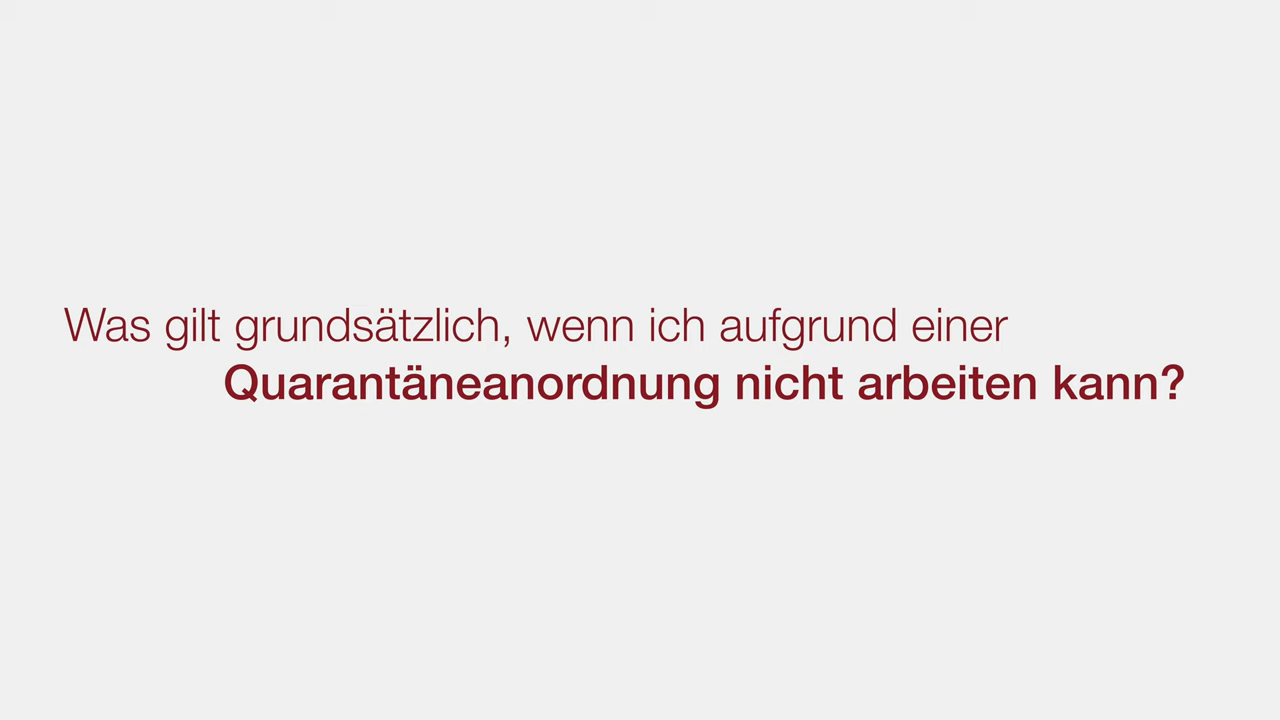 Was gilt grundsätzlich, wenn ich aufgrund einer
Quarantäneanordnung nicht arbeiten kann?